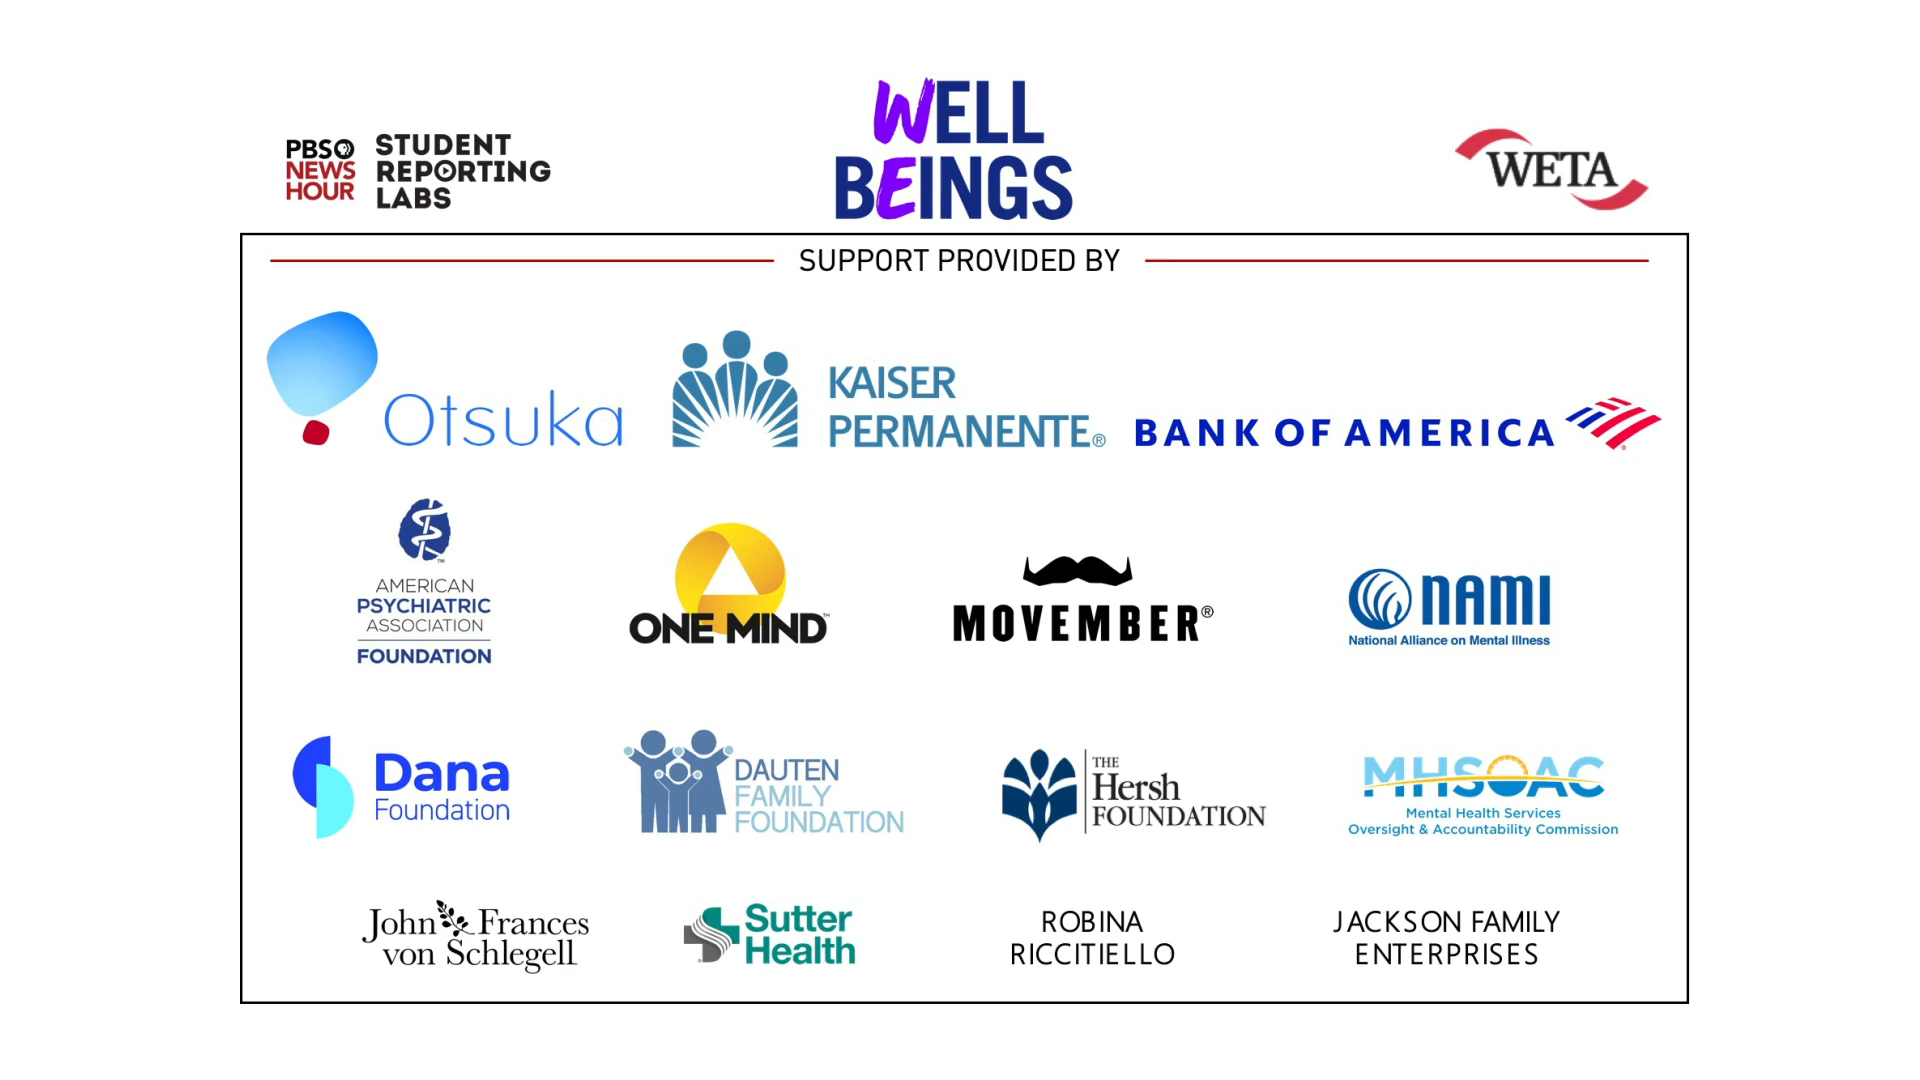 PBS
NEWS
HOUR
STUDENT
REPORTING
LABS
WELL
BEINGS
WETA
SUPPORT PROVIDED BY
Otsuka
KAISER
PERMANENTE®
BANK OF AMERICA
AMERICAN
PSYCHIATRIC
ASSOCIATION
FOUNDATION
ONE MIND™
MOVEMBER®
NAMI
National Alliance on Mental Illness
Dana
Foundation
DAUTEN
FAMILY
FOUNDATION
THE
Hersh
FOUNDATION
MHSOAC
Mental Health Services
Oversight & Accountability Commission
John Frances
von Schlegell
Sutter
Health
ROBINA
RICCITIELLO
JACKSON FAMILY
ENTERPRISES